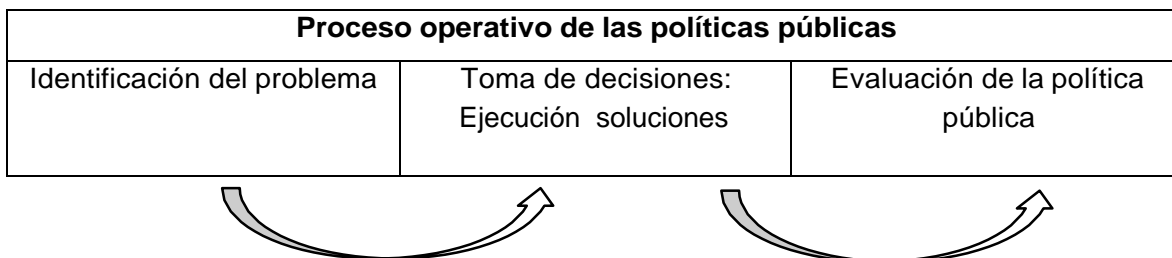 Proceso operativo de las políticas públicas
Identificación del problema
Toma de decisiones:
Ejecución soluciones
Evaluación de la política
pública